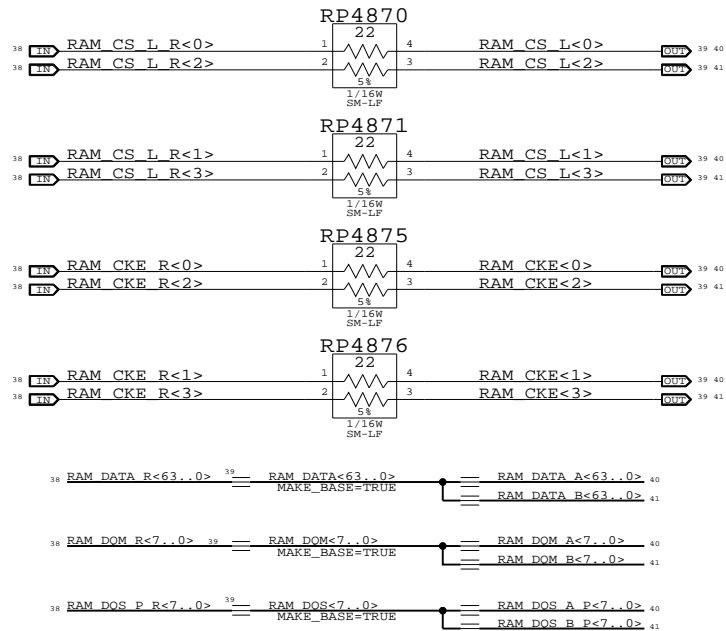 RP4870
22
38 IN RAM_CS_L_R<0> 1 4 RAM_CS_L<0> OUT 39 40
38 IN RAM_CS_L_R<2> 2 3 RAM_CS_L<2> OUT 39 41
5%
1/16W
SM-LF
RP4871
22
38 IN RAM_CS_L_R<1> 1 4 RAM_CS_L<1> OUT 39 40
38 IN RAM_CS_L_R<3> 2 3 RAM_CS_L<3> OUT 39 41
5%
1/16W
SM-LF
RP4875
22
38 IN RAM_CKE_R<0> 1 4 RAM_CKE<0> OUT 39 40
38 IN RAM_CKE_R<2> 2 3 RAM_CKE<2> OUT 39 41
5%
1/16W
SM-LF
RP4876
22
38 IN RAM_CKE_R<1> 1 4 RAM_CKE<1> OUT 39 40
38 IN RAM_CKE_R<3> 2 3 RAM_CKE<3> OUT 39 41
5%
1/16W
SM-LF
38 RAM_DATA_R<63..0> 39 RAM_DATA<63..0> RAM_DATA_A<63..0> 40
MAKE_BASE=TRUE
RAM_DATA_B<63..0> 41
38 RAM_DQM_R<7..0> 39 RAM_DQM<7..0> RAM_DQM_A<7..0> 40
MAKE_BASE=TRUE
RAM_DQM_B<7..0> 41
38 RAM_DQS_P_R<7..0> 39 RAM_DQS<7..0> RAM_DQS_A_P<7..0> 40
MAKE_BASE=TRUE
RAM_DQS_B_P<7..0> 41